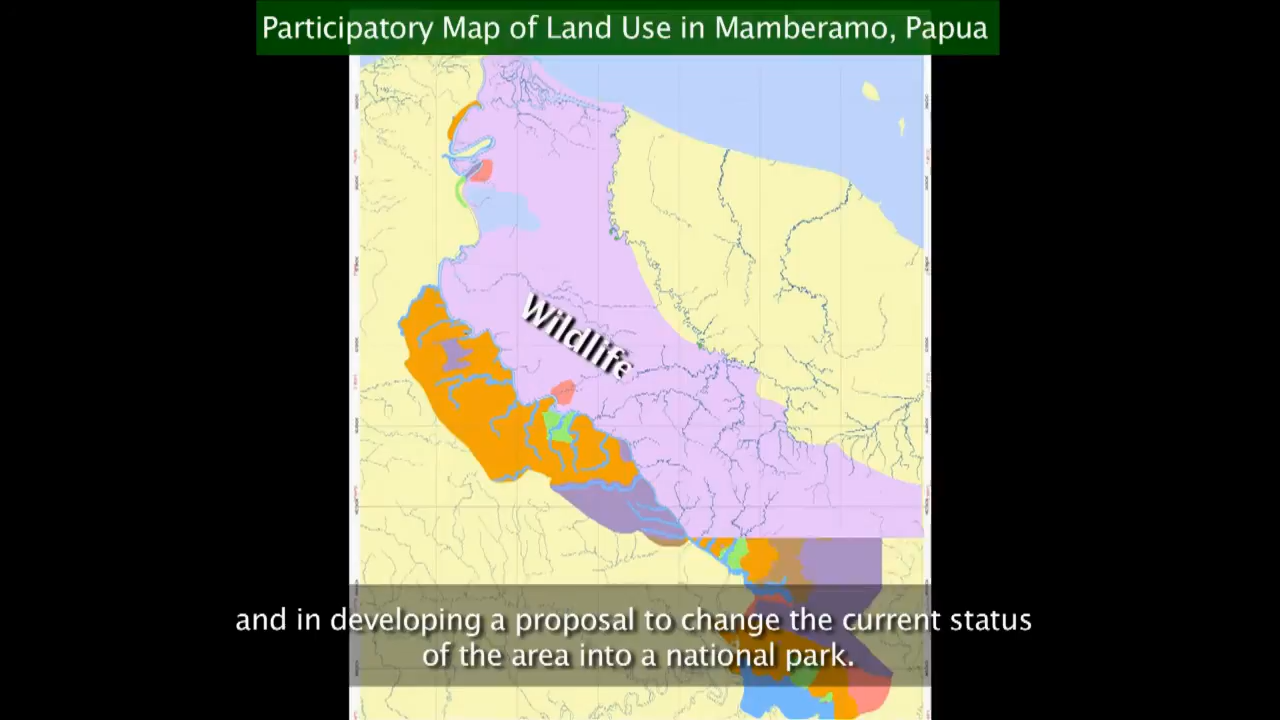 Participatory Map of Land Use in Mamberamo, Papua
Wildlife
and in developing a proposal to change the current status
of the area into a national park.